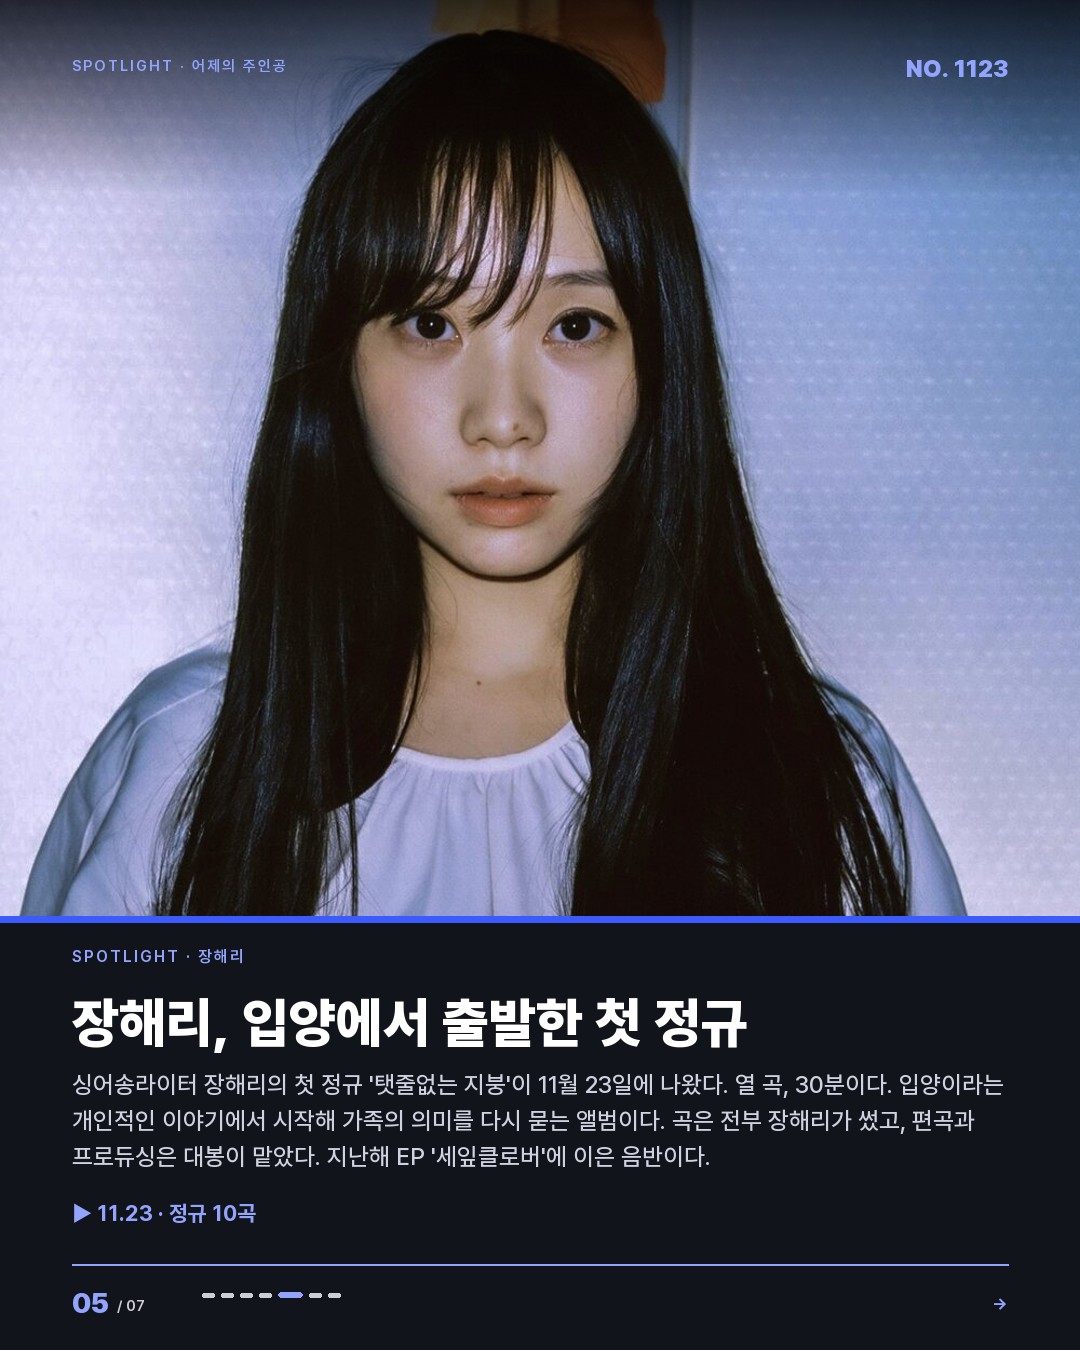 SPOTLIGHT · 어제의 주인공
NO. 1123
SPOTLIGHT · 장해리
장해리, 입양에서 출발한 첫 정규
싱어송라이터 장해리의 첫 정규 '탯줄없는 지붕'이 11월 23일에 나왔다. 열 곡, 30분이다. 입양이라는
개인적인 이야기에서 시작해 가족의 의미를 다시 묻는 앨범이다. 곡은 전부 장해리가 썼고, 편곡과
프로듀싱은 대봉이 맡았다. 지난해 EP '세잎클로버'에 이은 음반이다.
▶ 11.23 · 정규 10곡
05 / 07
→